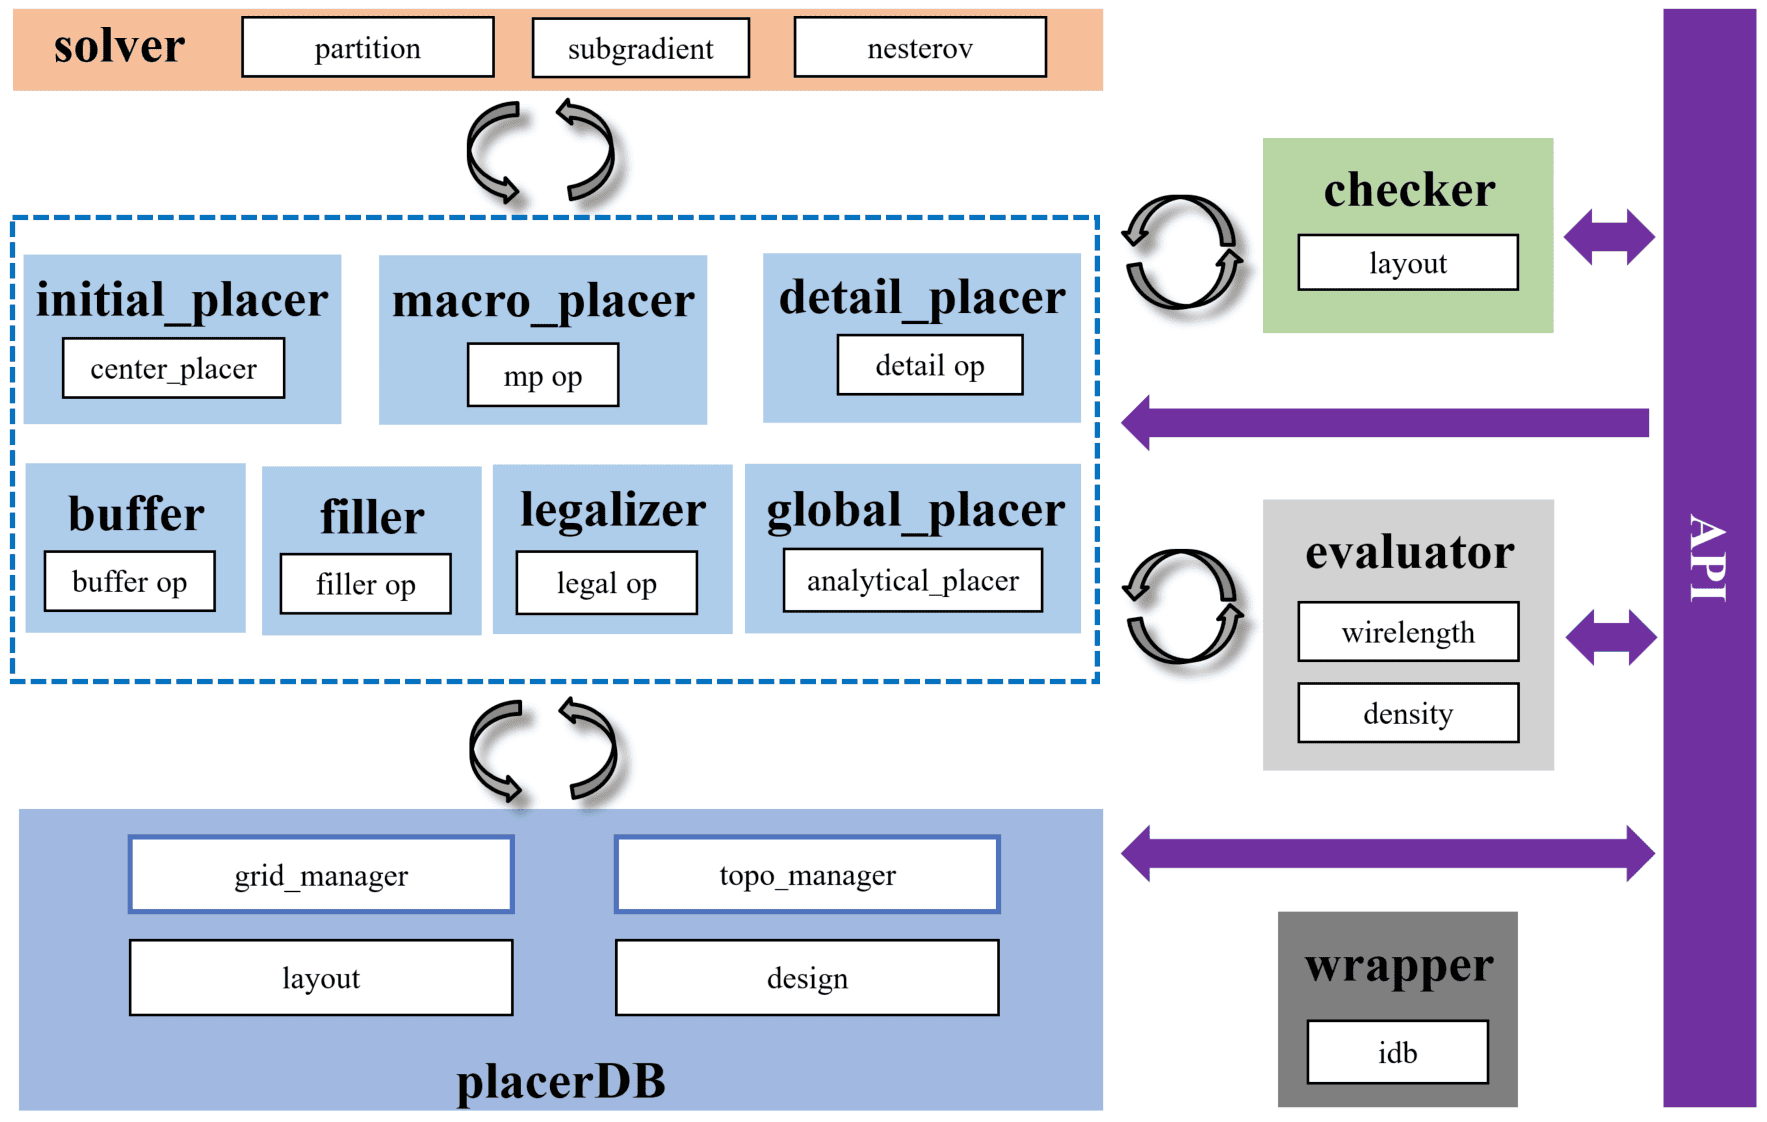 solver
partition
subgradient
nesterov
initial_placer
center_placer
macro_placer
mp op
detail_placer
detail op
buffer
buffer op
filler
filler op
legalizer
legal op
global_placer
analytical_placer
checker
layout
evaluator
wirelength
density
API
grid_manager
topo_manager
layout
design
placerDB
wrapper
idb